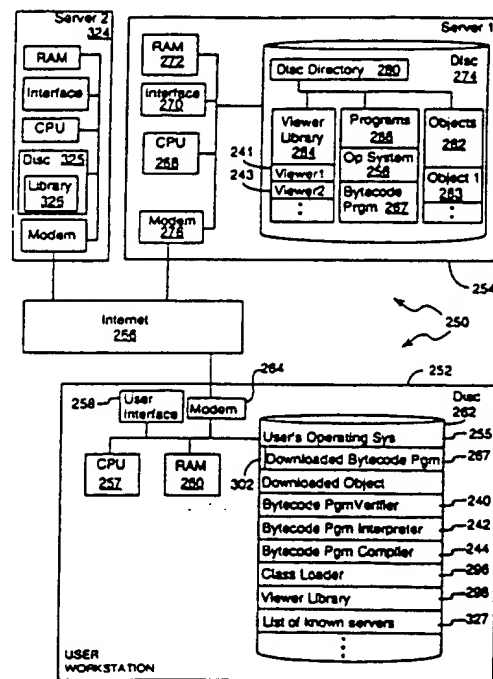 Server 2
324
RAM
Interface
CPU
Disc 325
Library
326
Modem
Server 1
RAM
272
Interface
270
CPU
268
Modem
276
Disc
274
Disc Directory 280
Viewer
Library
284
241
Viewer1
243
Viewer2
Programs
286
Op System
256
Bytecode
Prgm 267
Objects
282
Object 1
283
254
250
Internet
256
252
264
258
User
Interface
Modem
CPU
257
RAM
260
302
Disc
262
User's Operating Sys
255
Downloaded Bytecode Pgm
267
Downloaded Object
Bytecode PgmVerifier
240
Bytecode Pgm Interpreter
242
Bytecode Pgm Compiler
244
Class Loader
296
Viewer Library
298
List of known servers
327
USER
WORKSTATION